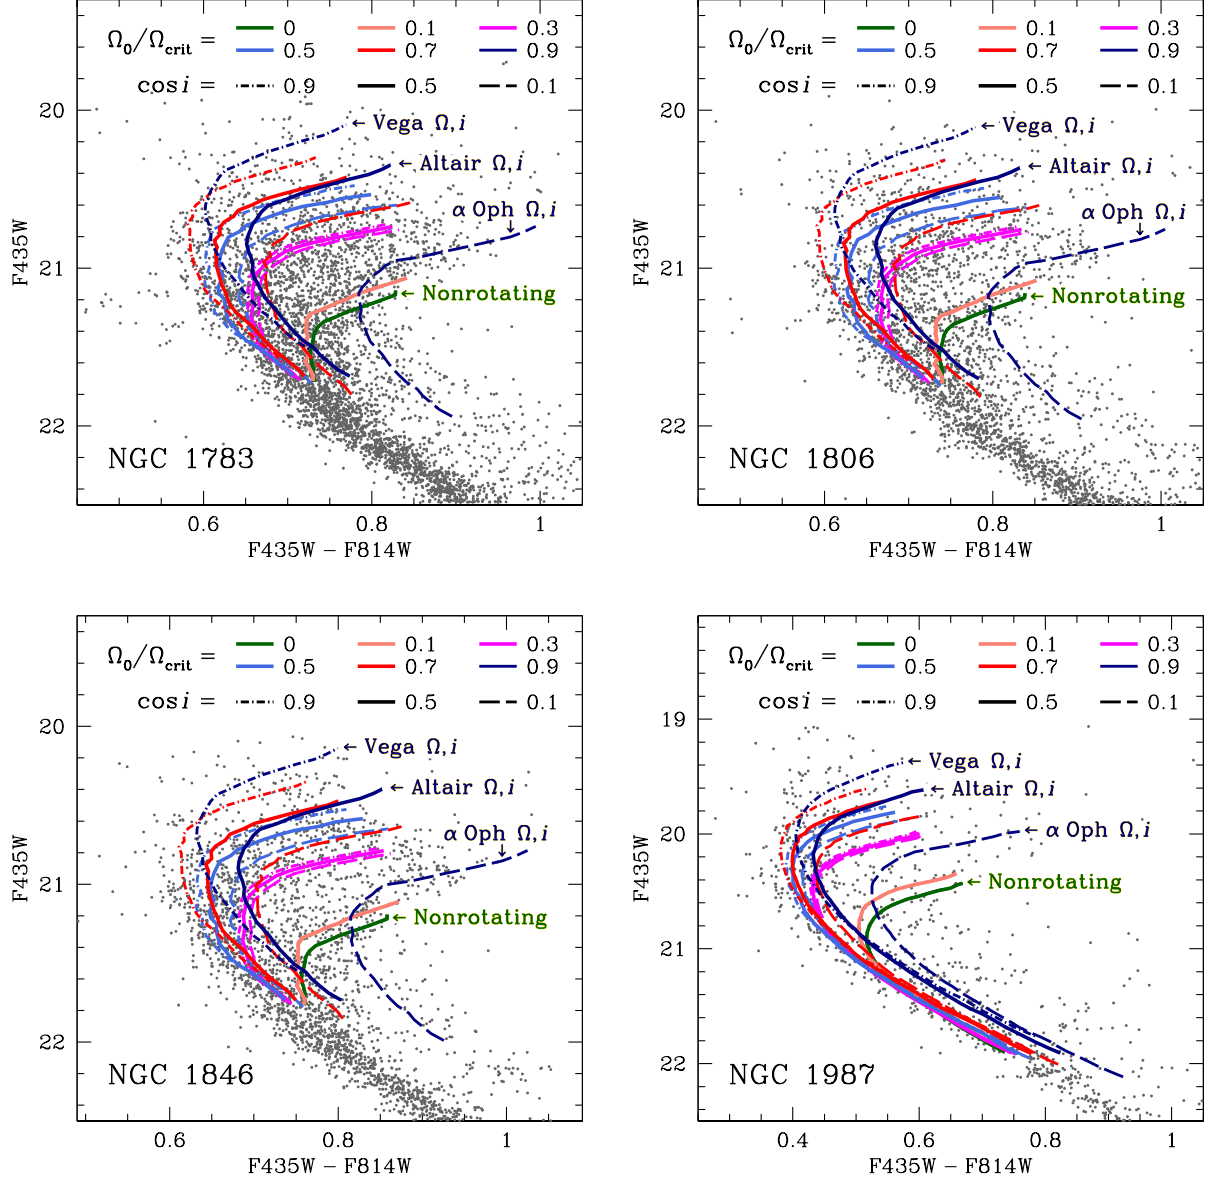 Ω₀/Ω_crit = 0 0.1 0.3
0.5 0.7 0.9
cos i = 0.9 0.5 0.1
20
← Vega Ω, i
← Altair Ω, i
α Oph Ω, i
↓
21
← Nonrotating
22
NGC 1783
F435W
0.6 0.8 1
F435W − F814W
Ω₀/Ω_crit = 0 0.1 0.3
0.5 0.7 0.9
cos i = 0.9 0.5 0.1
20
← Vega Ω, i
← Altair Ω, i
α Oph Ω, i
↓
21
← Nonrotating
22
NGC 1806
F435W
0.6 0.8 1
F435W − F814W
Ω₀/Ω_crit = 0 0.1 0.3
0.5 0.7 0.9
cos i = 0.9 0.5 0.1
20
← Vega Ω, i
← Altair Ω, i
α Oph Ω, i
↓
21
← Nonrotating
22
NGC 1846
F435W
0.6 0.8 1
F435W − F814W
Ω₀/Ω_crit = 0 0.1 0.3
0.5 0.7 0.9
cos i = 0.9 0.5 0.1
19
← Vega Ω, i
← Altair Ω, i
20
← α Oph Ω, i
← Nonrotating
21
22
NGC 1987
F435W
0.4 0.6 0.8 1
F435W − F814W